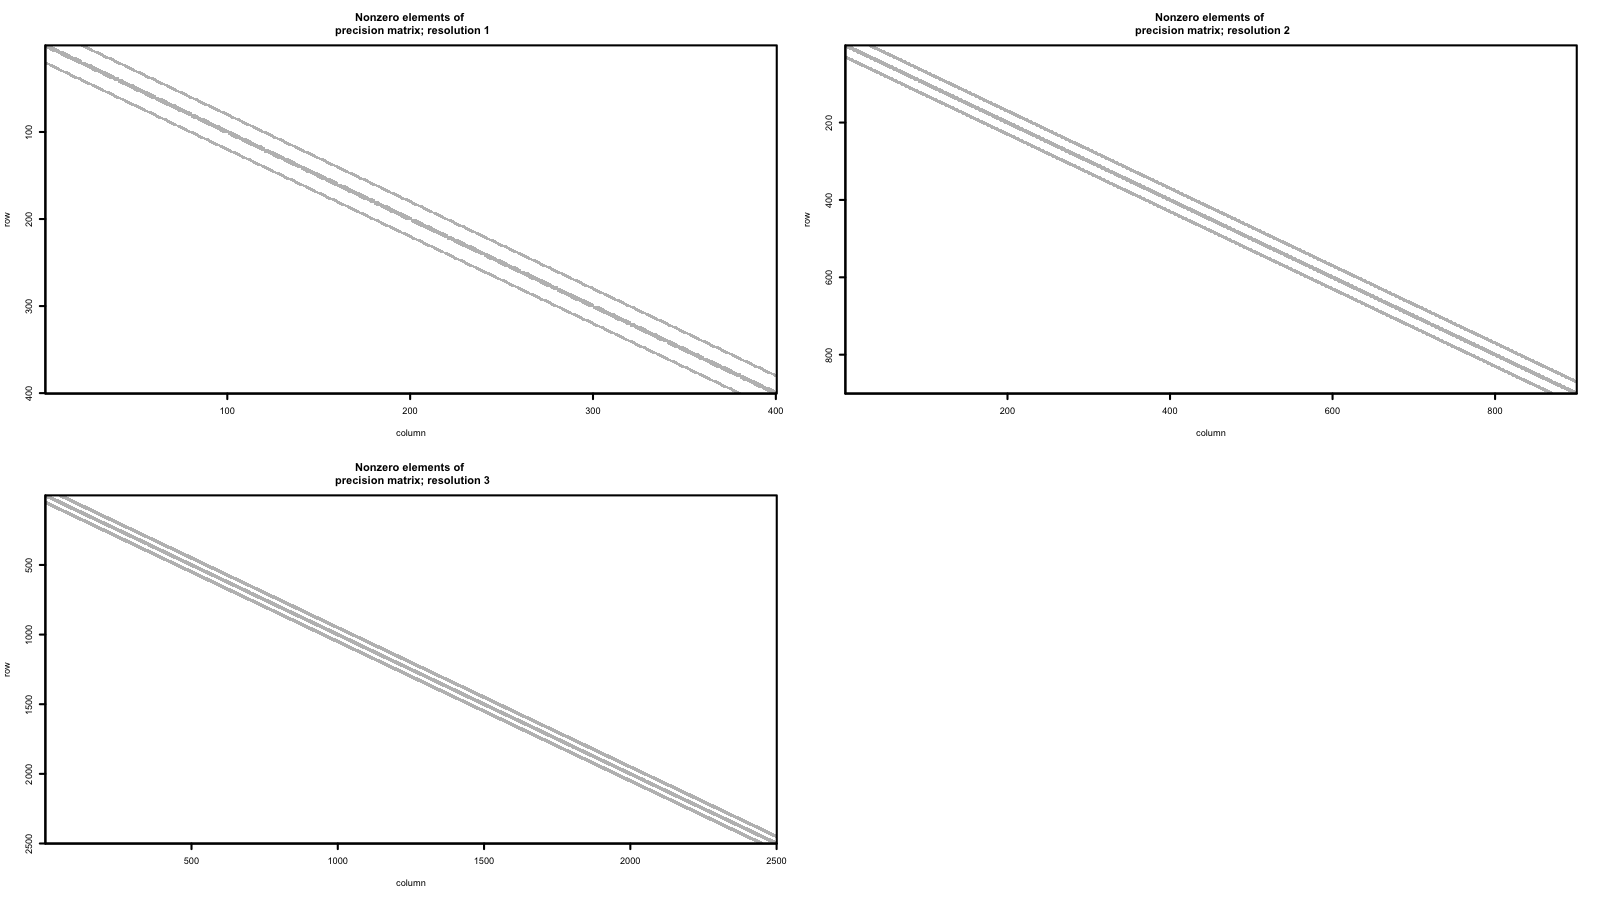 Nonzero elements of
precision matrix; resolution 1
row
100
200
300
400
100 200 300 400
column
Nonzero elements of
precision matrix; resolution 2
row
200
400
600
800
200 400 600 800
column
Nonzero elements of
precision matrix; resolution 3
row
500
1000
1500
2000
2500
500 1000 1500 2000 2500
column